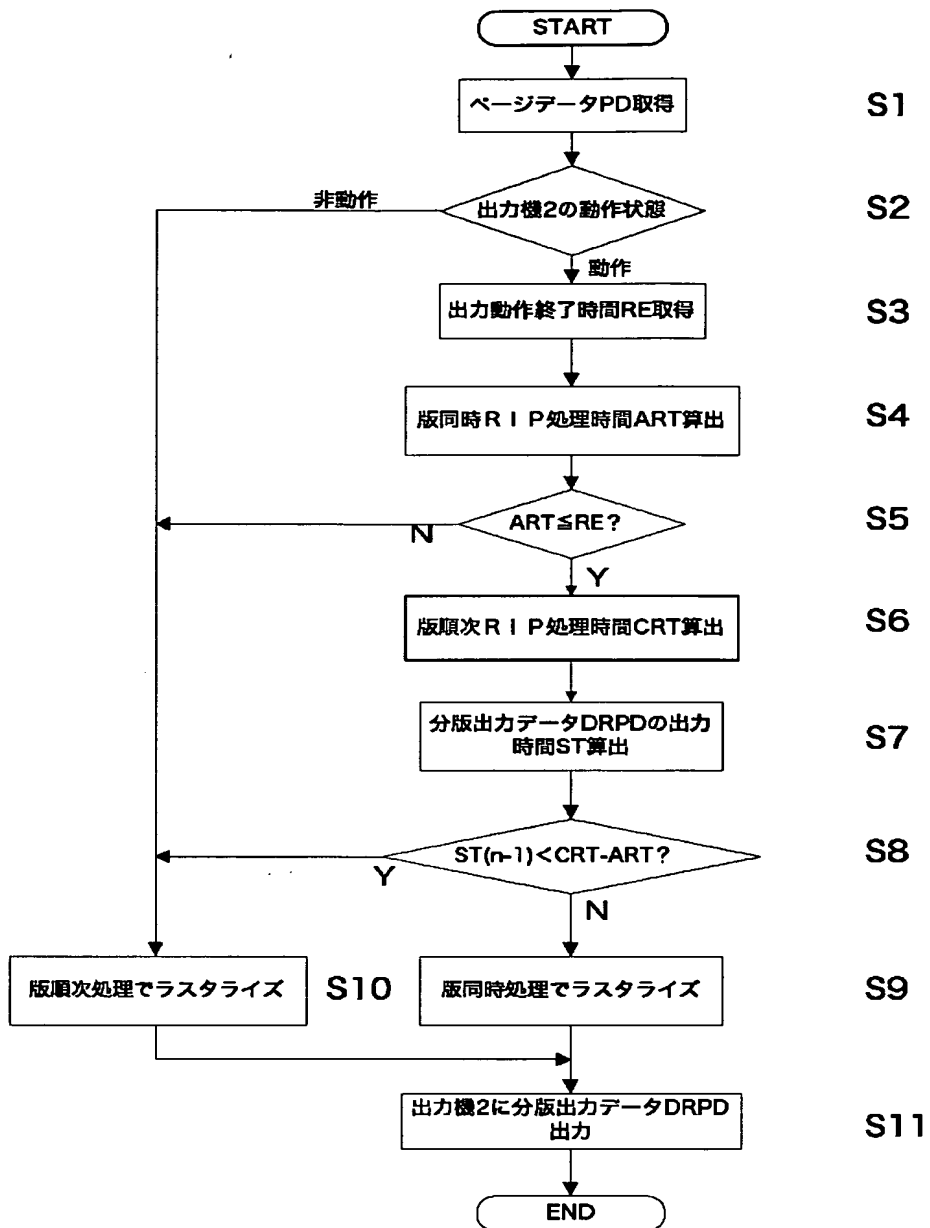 START
ページデータPD取得
S1
非動作
出力機2の動作状態
S2
動作
出力動作終了時間RE取得
S3
版同時RIP処理時間ART算出
S4
ART≦RE?
S5
N
Y
版順次RIP処理時間CRT算出
S6
分版出力データDRPDの出力
時間ST算出
S7
ST(n-1)<CRT-ART?
S8
Y
N
版順次処理でラスタライズ
S10
版同時処理でラスタライズ
S9
出力機2に分版出力データDRPD
出力
S11
END